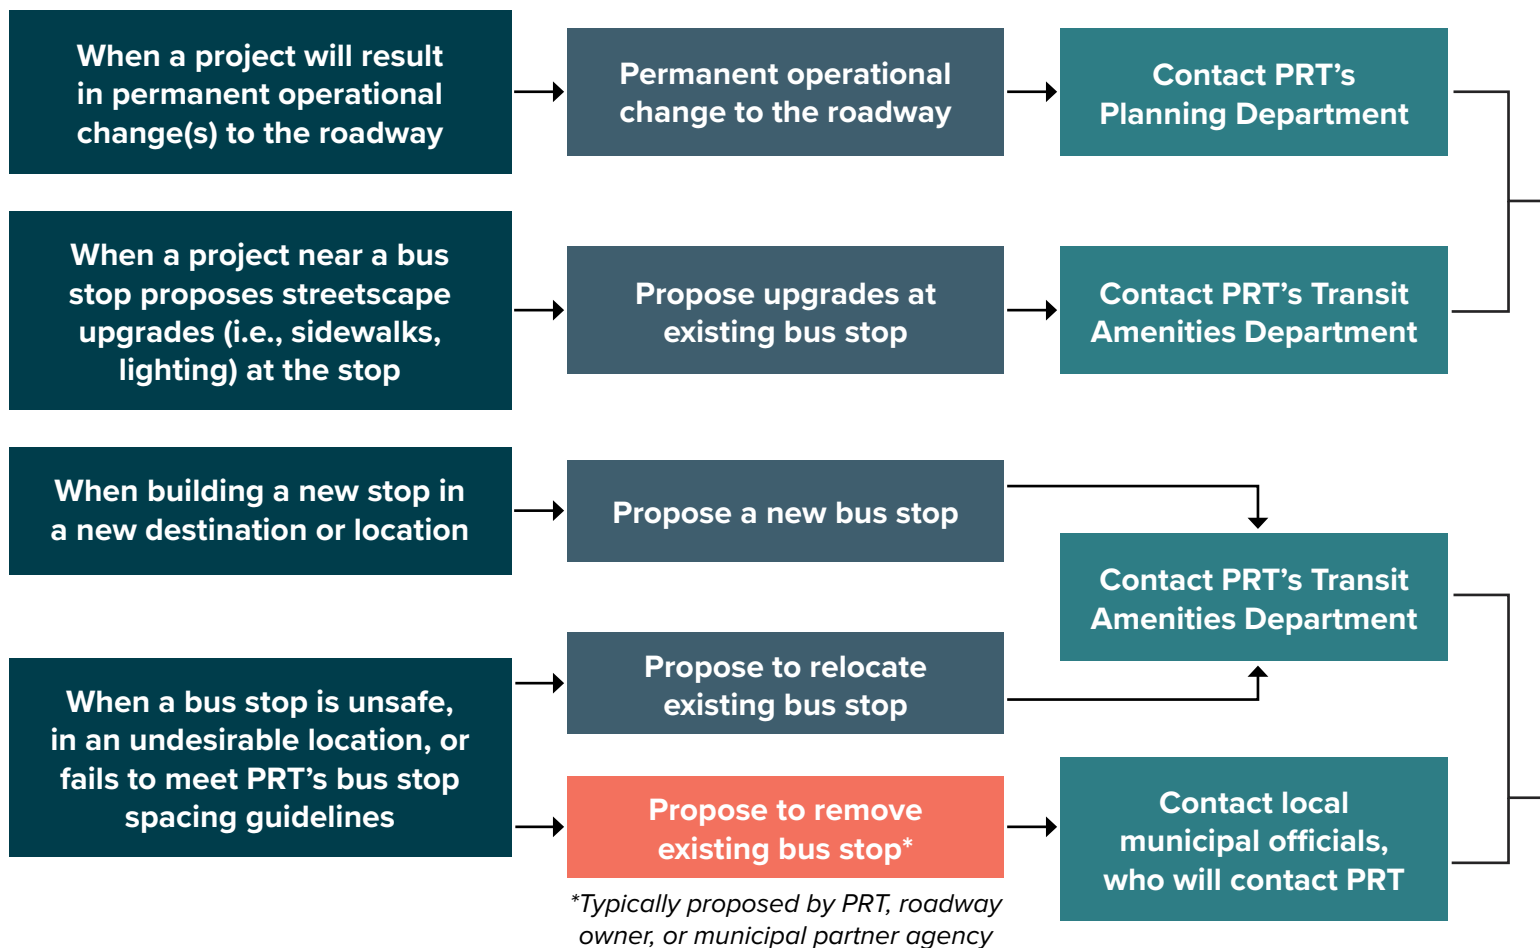 When a project will result
in permanent operational
change(s) to the roadway
Permanent operational
change to the roadway
Contact PRT’s
Planning Department
When a project near a bus
stop proposes streetscape
upgrades (i.e., sidewalks,
lighting) at the stop
Propose upgrades at
existing bus stop
Contact PRT’s Transit
Amenities Department
When building a new stop in
a new destination or location
Propose a new bus stop
Contact PRT’s Transit
Amenities Department
When a bus stop is unsafe,
in an undesirable location, or
fails to meet PRT’s bus stop
spacing guidelines
Propose to relocate
existing bus stop
Propose to remove
existing bus stop*
Contact local
municipal officials,
who will contact PRT
*Typically proposed by PRT, roadway
owner, or municipal partner agency